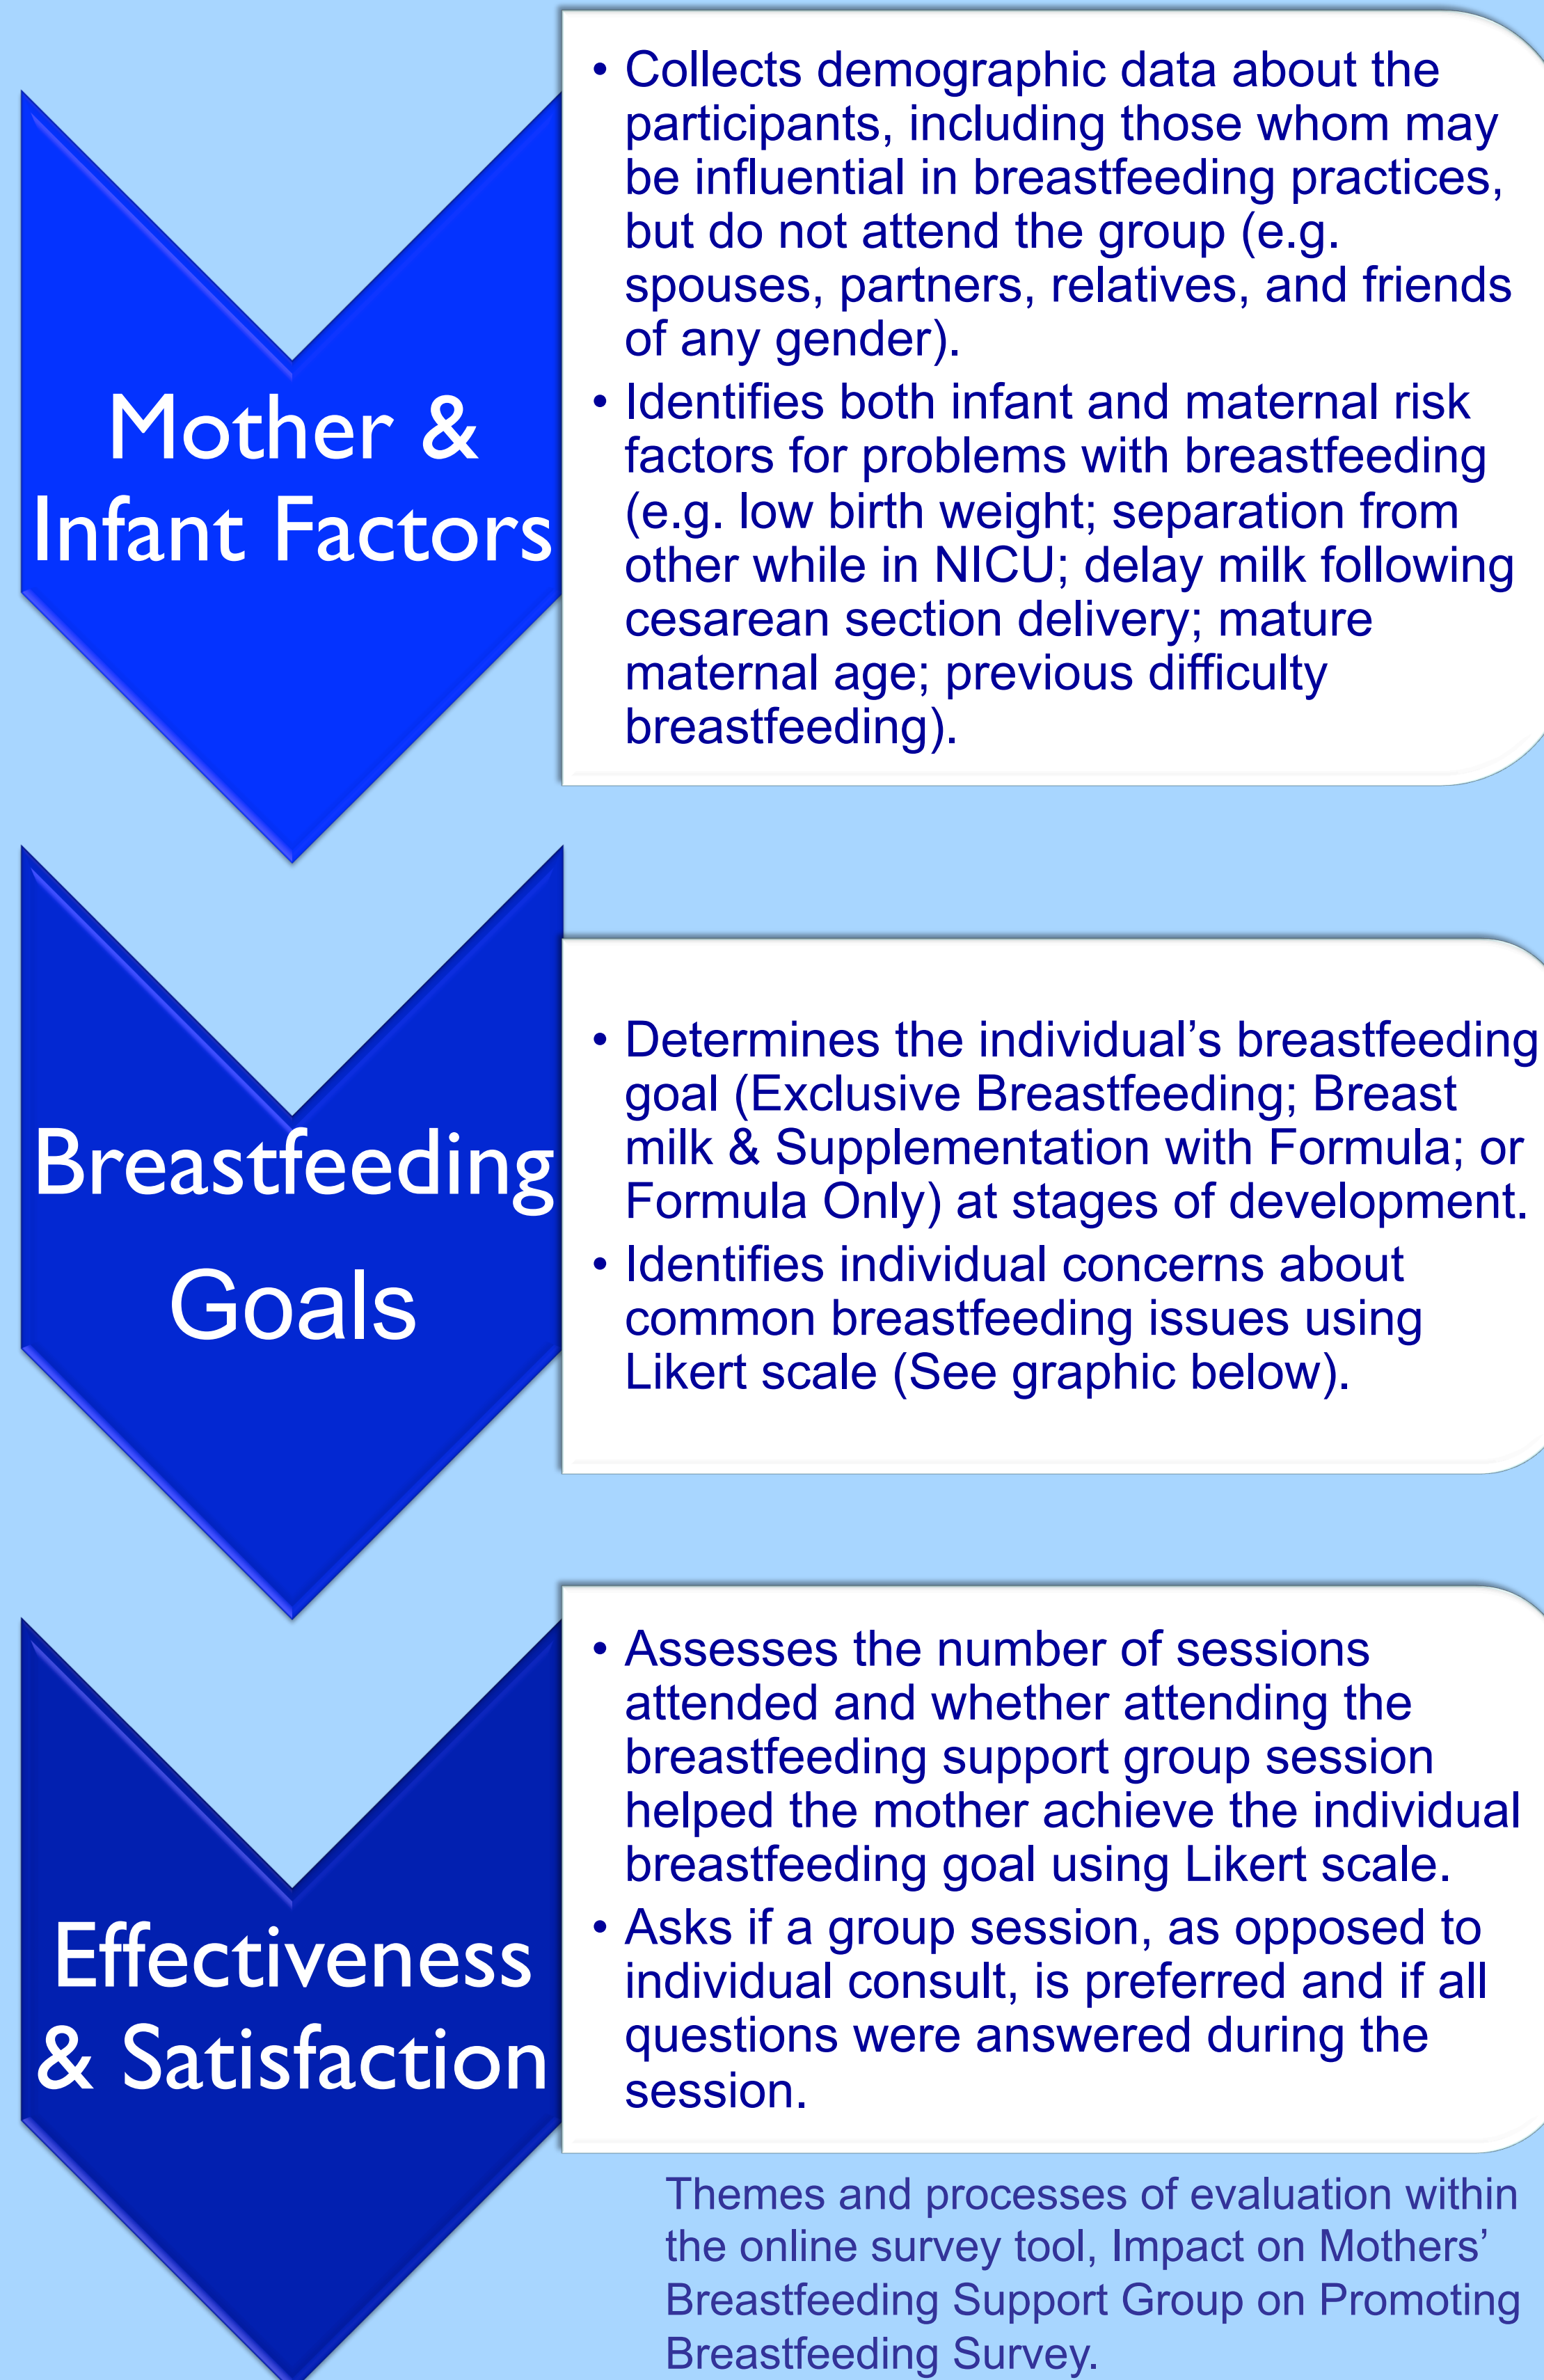 Mother &
Infant Factors
• Collects demographic data about the
participants, including those whom may
be influential in breastfeeding practices,
but do not attend the group (e.g.
spouses, partners, relatives, and friends
of any gender).
• Identifies both infant and maternal risk
factors for problems with breastfeeding
(e.g. low birth weight; separation from
other while in NICU; delay milk following
cesarean section delivery; mature
maternal age; previous difficulty
breastfeeding).
Breastfeeding
Goals
• Determines the individual’s breastfeeding
goal (Exclusive Breastfeeding; Breast
milk & Supplementation with Formula; or
Formula Only) at stages of development.
• Identifies individual concerns about
common breastfeeding issues using
Likert scale (See graphic below).
Effectiveness
& Satisfaction
• Assesses the number of sessions
attended and whether attending the
breastfeeding support group session
helped the mother achieve the individual
breastfeeding goal using Likert scale.
• Asks if a group session, as opposed to
individual consult, is preferred and if all
questions were answered during the
session.
Themes and processes of evaluation within
the online survey tool, Impact on Mothers’
Breastfeeding Support Group on Promoting
Breastfeeding Survey.